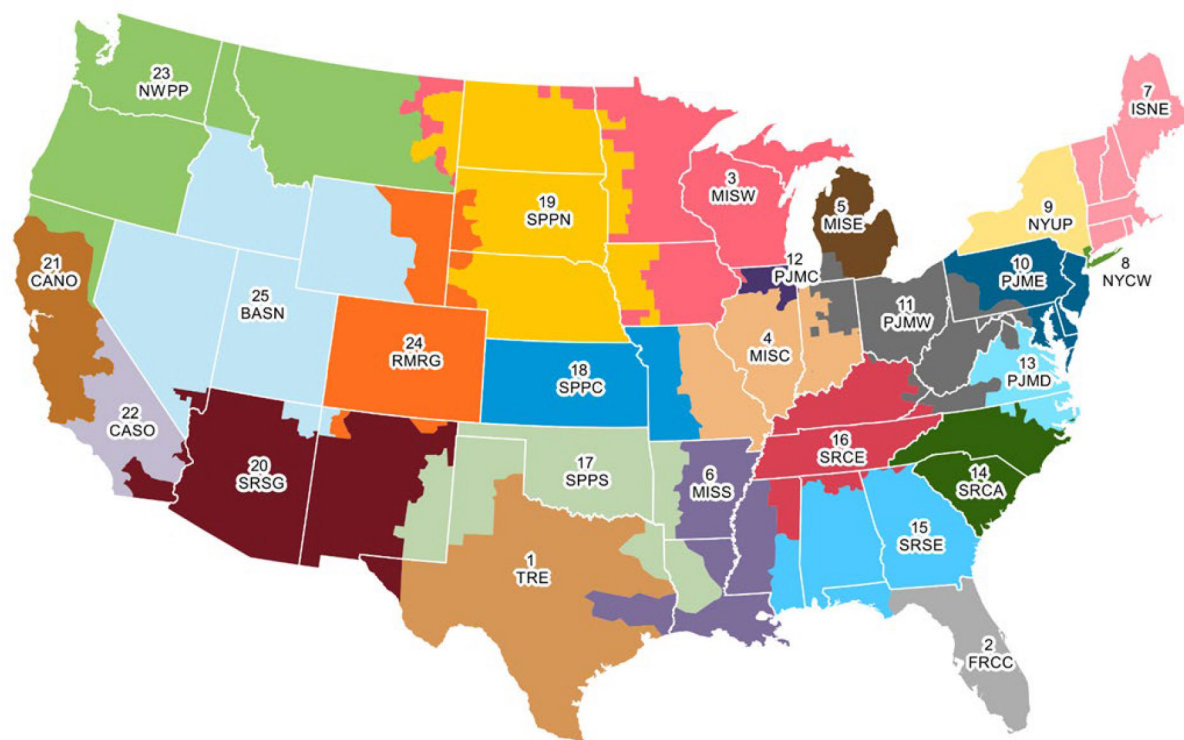 23
NWPP
7
ISNE
3
MISW
19
SPPN
5
MISE
9
NYUP
12
PJMC
8
NYCW
21
CANO
10
PJME
25
BASN
11
PJMW
24
RMRG
4
MISC
13
PJMD
18
SPPC
22
CASO
16
SRCE
20
SRSG
17
SPPS
6
MISS
14
SRCA
15
SRSE
1
TRE
2
FRCC